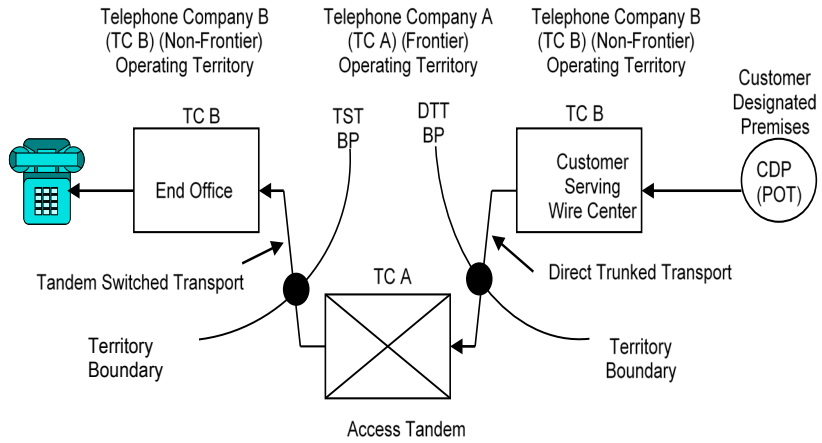 Telephone Company B
(TC B) (Non-Frontier)
Operating Territory
Telephone Company A
(TC A) (Frontier)
Operating Territory
Telephone Company B
(TC B) (Non-Frontier)
Operating Territory
Customer
Designated
Premises
TC B
TST
BP
DTT
BP
TC B
End Office
Customer
Serving
Wire Center
CDP
(POT)
Tandem Switched Transport
TC A
Direct Trunked Transport
Territory
Boundary
Territory
Boundary
Access Tandem